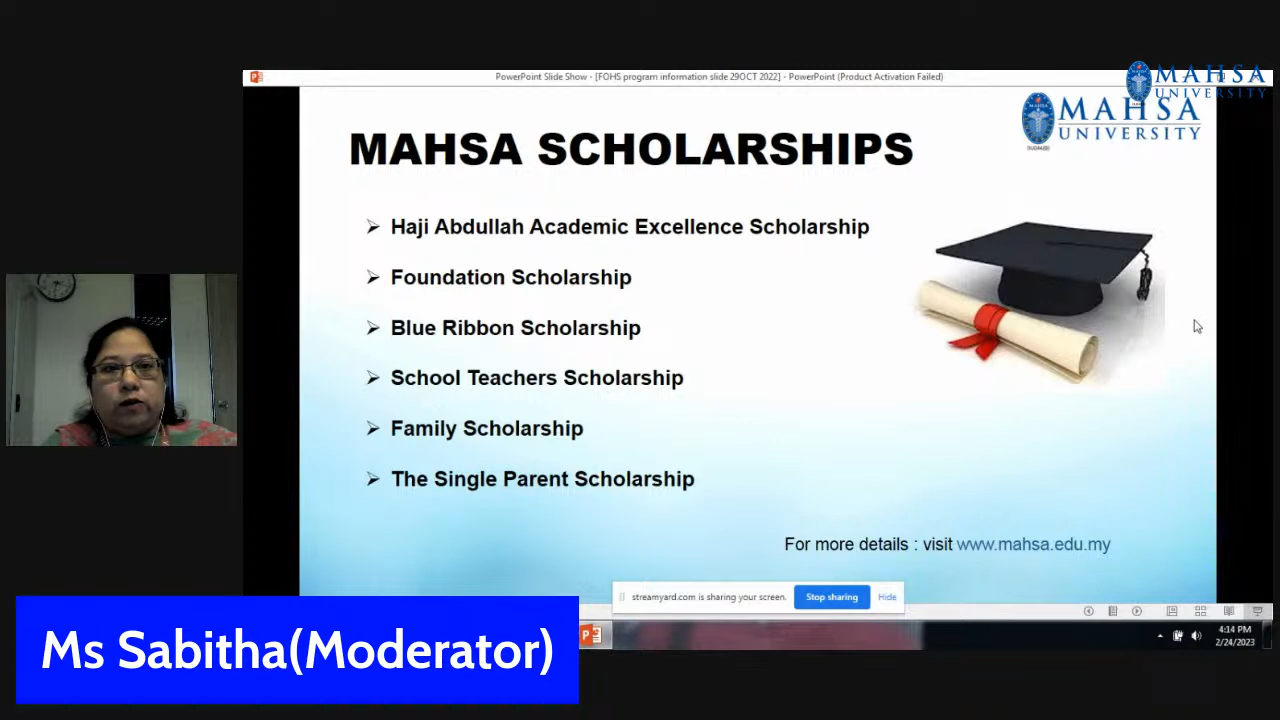 PowerPoint Slide Show - [FOHS program information slide 29OCT 2022] - PowerPoint (Product Activation Failed)
MAHSA
UNIVERSITY
MAHSA
UNIVERSITY
MAHSA SCHOLARSHIPS
Haji Abdullah Academic Excellence Scholarship
Foundation Scholarship
Blue Ribbon Scholarship
School Teachers Scholarship
Family Scholarship
The Single Parent Scholarship
For more details : visit www.mahsa.edu.my
streamyard.com is sharing your screen. Stop sharing Hide
4:14 PM
2/24/2023
Ms Sabitha(Moderator)